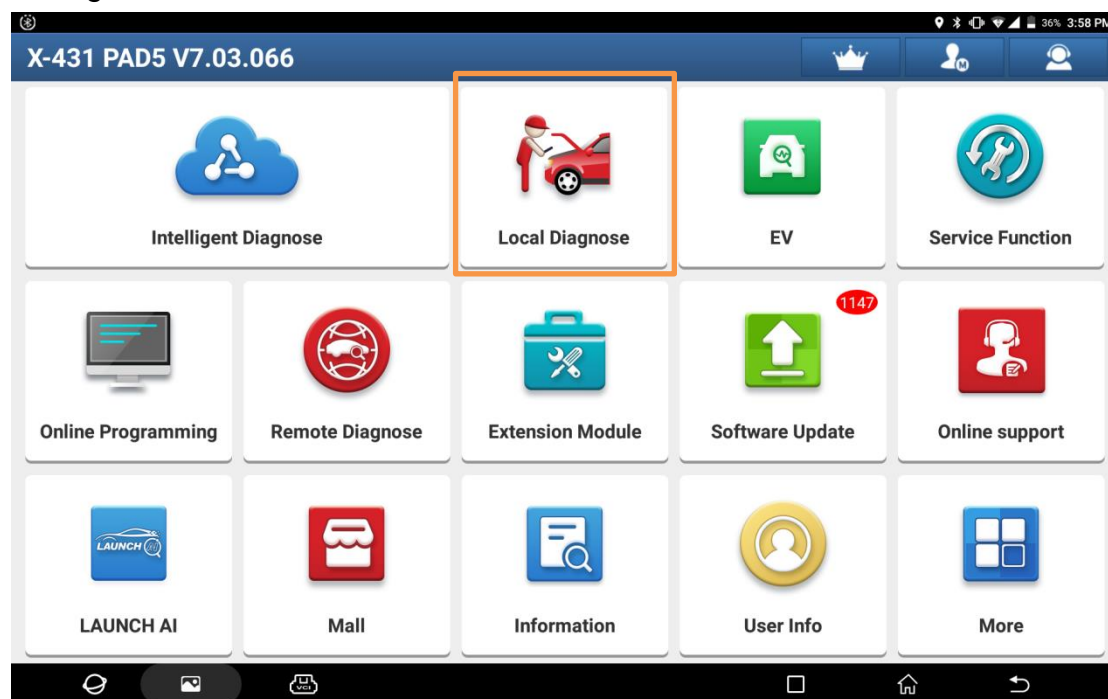 36% 3:58 PM
X-431 PAD5 V7.03.066
M
Intelligent Diagnose
Local Diagnose
EV
Service Function
1147
Online Programming
Remote Diagnose
Extension Module
Software Update
Online support
LAUNCH
LAUNCH AI
Mall
Information
User Info
More
VCI